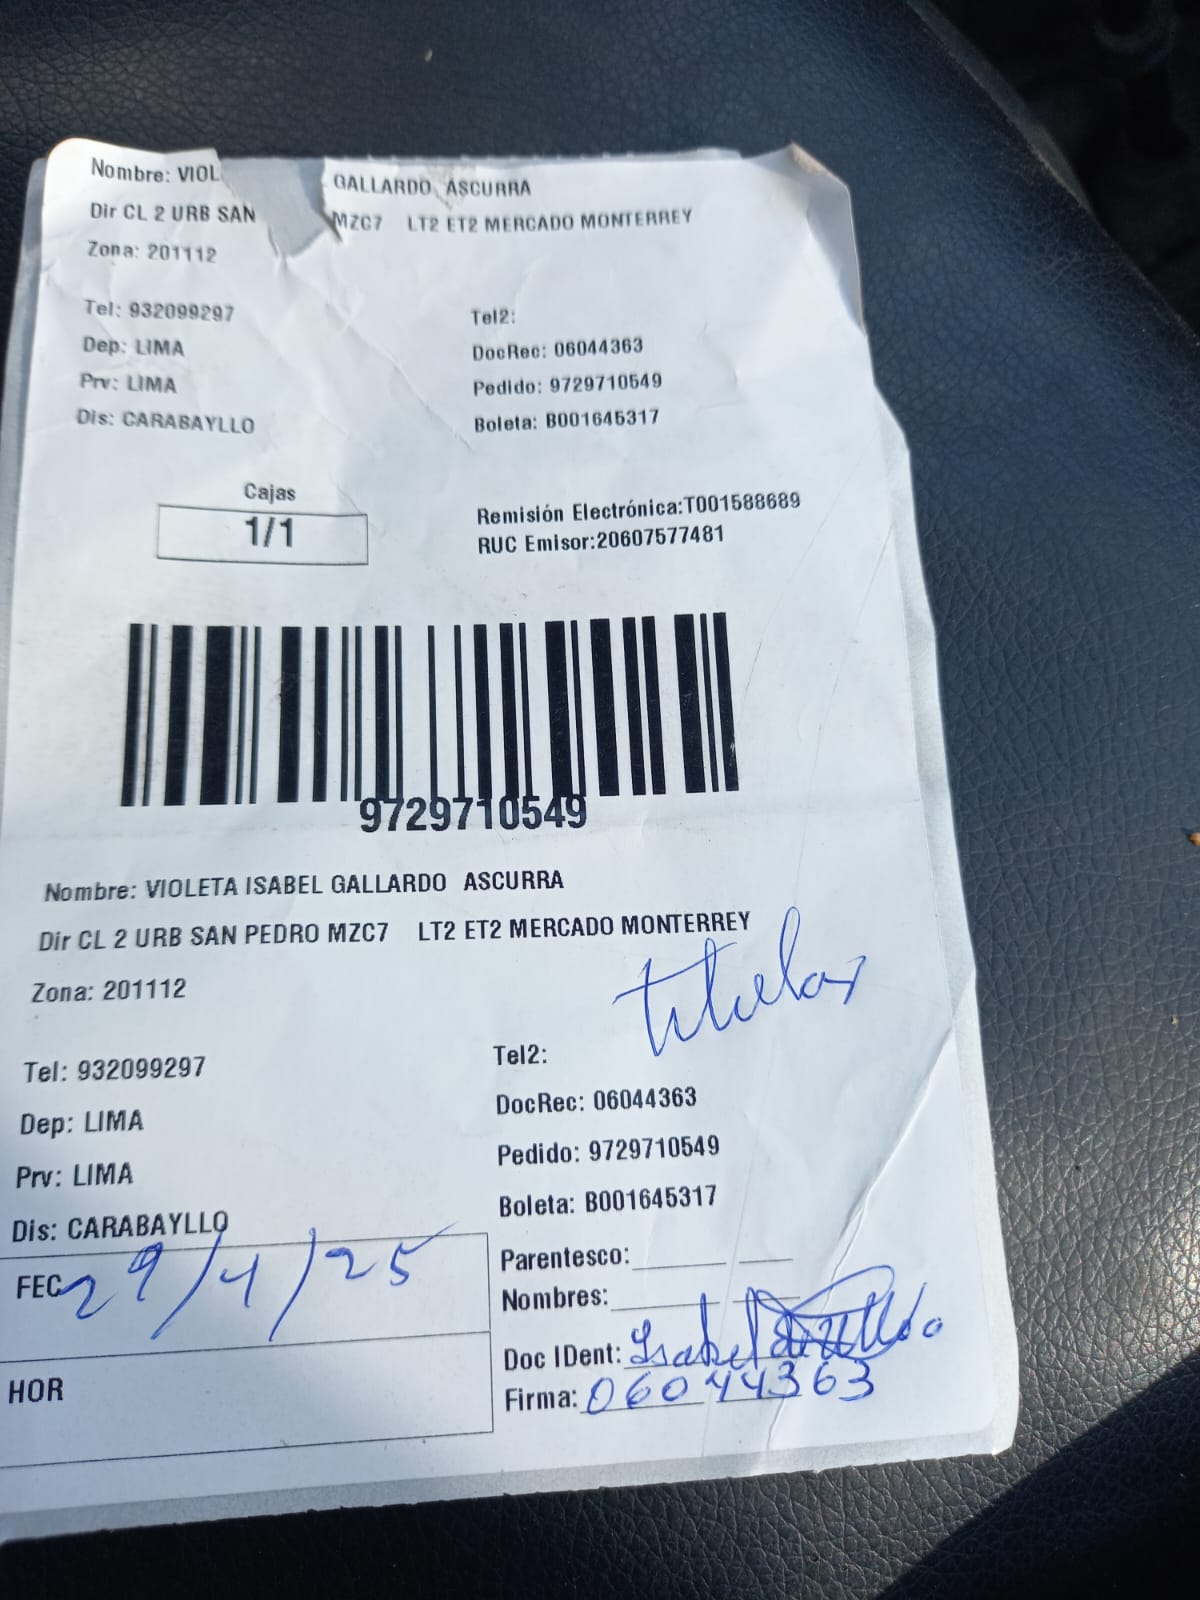 Nombre: VIOL GALLARDO ASCURRA
Dir CL 2 URB SAN MZC7 LT2 ET2 MERCADO MONTERREY
Zona: 201112
Tel: 932099297 Tel2:
Dep: LIMA DocRec: 06044363
Prv: LIMA Pedido: 9729710549
Dis: CARABAYLLO Boleta: B001645317
Cajas
1/1
Remisión Electrónica:T001588689
RUC Emisor:20607577481
9729710549
Nombre: VIOLETA ISABEL GALLARDO ASCURRA
Dir CL 2 URB SAN PEDRO MZC7 LT2 ET2 MERCADO MONTERREY
Zona: 201112
titular
Tel: 932099297 Tel2:
Dep: LIMA DocRec: 06044363
Prv: LIMA Pedido: 9729710549
Dis: CARABAYLLO Boleta: B001645317
FEC 29/4/25
HOR
Parentesco:
Nombres:
Doc IDent: Isabel Gallardo
Firma: 06044363